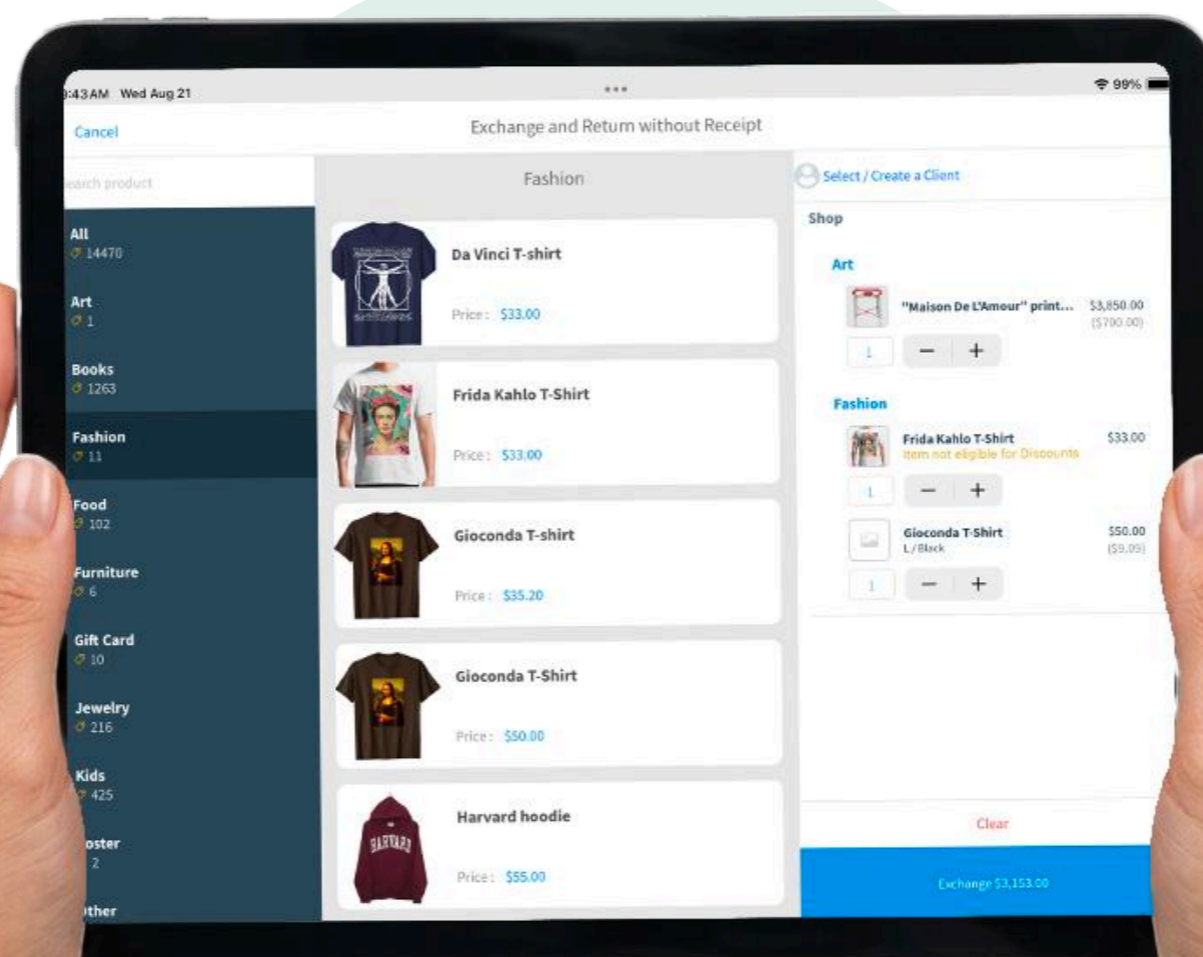 :43 AM Wed Aug 21
99%
Cancel
Exchange and Return without Receipt
search product
All
14470
Art
1
Books
1263
Fashion
11
Food
102
Furniture
6
Gift Card
10
Jewelry
216
Kids
425
oster
2
ther
Fashion
Da Vinci T-shirt
Price: $33.00
Frida Kahlo T-Shirt
Price: $33.00
Gioconda T-shirt
Price: $35.20
Gioconda T-Shirt
Price: $50.00
HARVARD
Harvard hoodie
Price: $55.00
Select / Create a Client
Shop
Art
"Maison De L'Amour" print... $3,850.00
($700.00)
1 − +
Fashion
Frida Kahlo T-Shirt $33.00
Item not eligible for Discounts
1 − +
Gioconda T-Shirt $50.00
L / Black ($9.09)
1 − +
Clear
Exchange $3,153.00